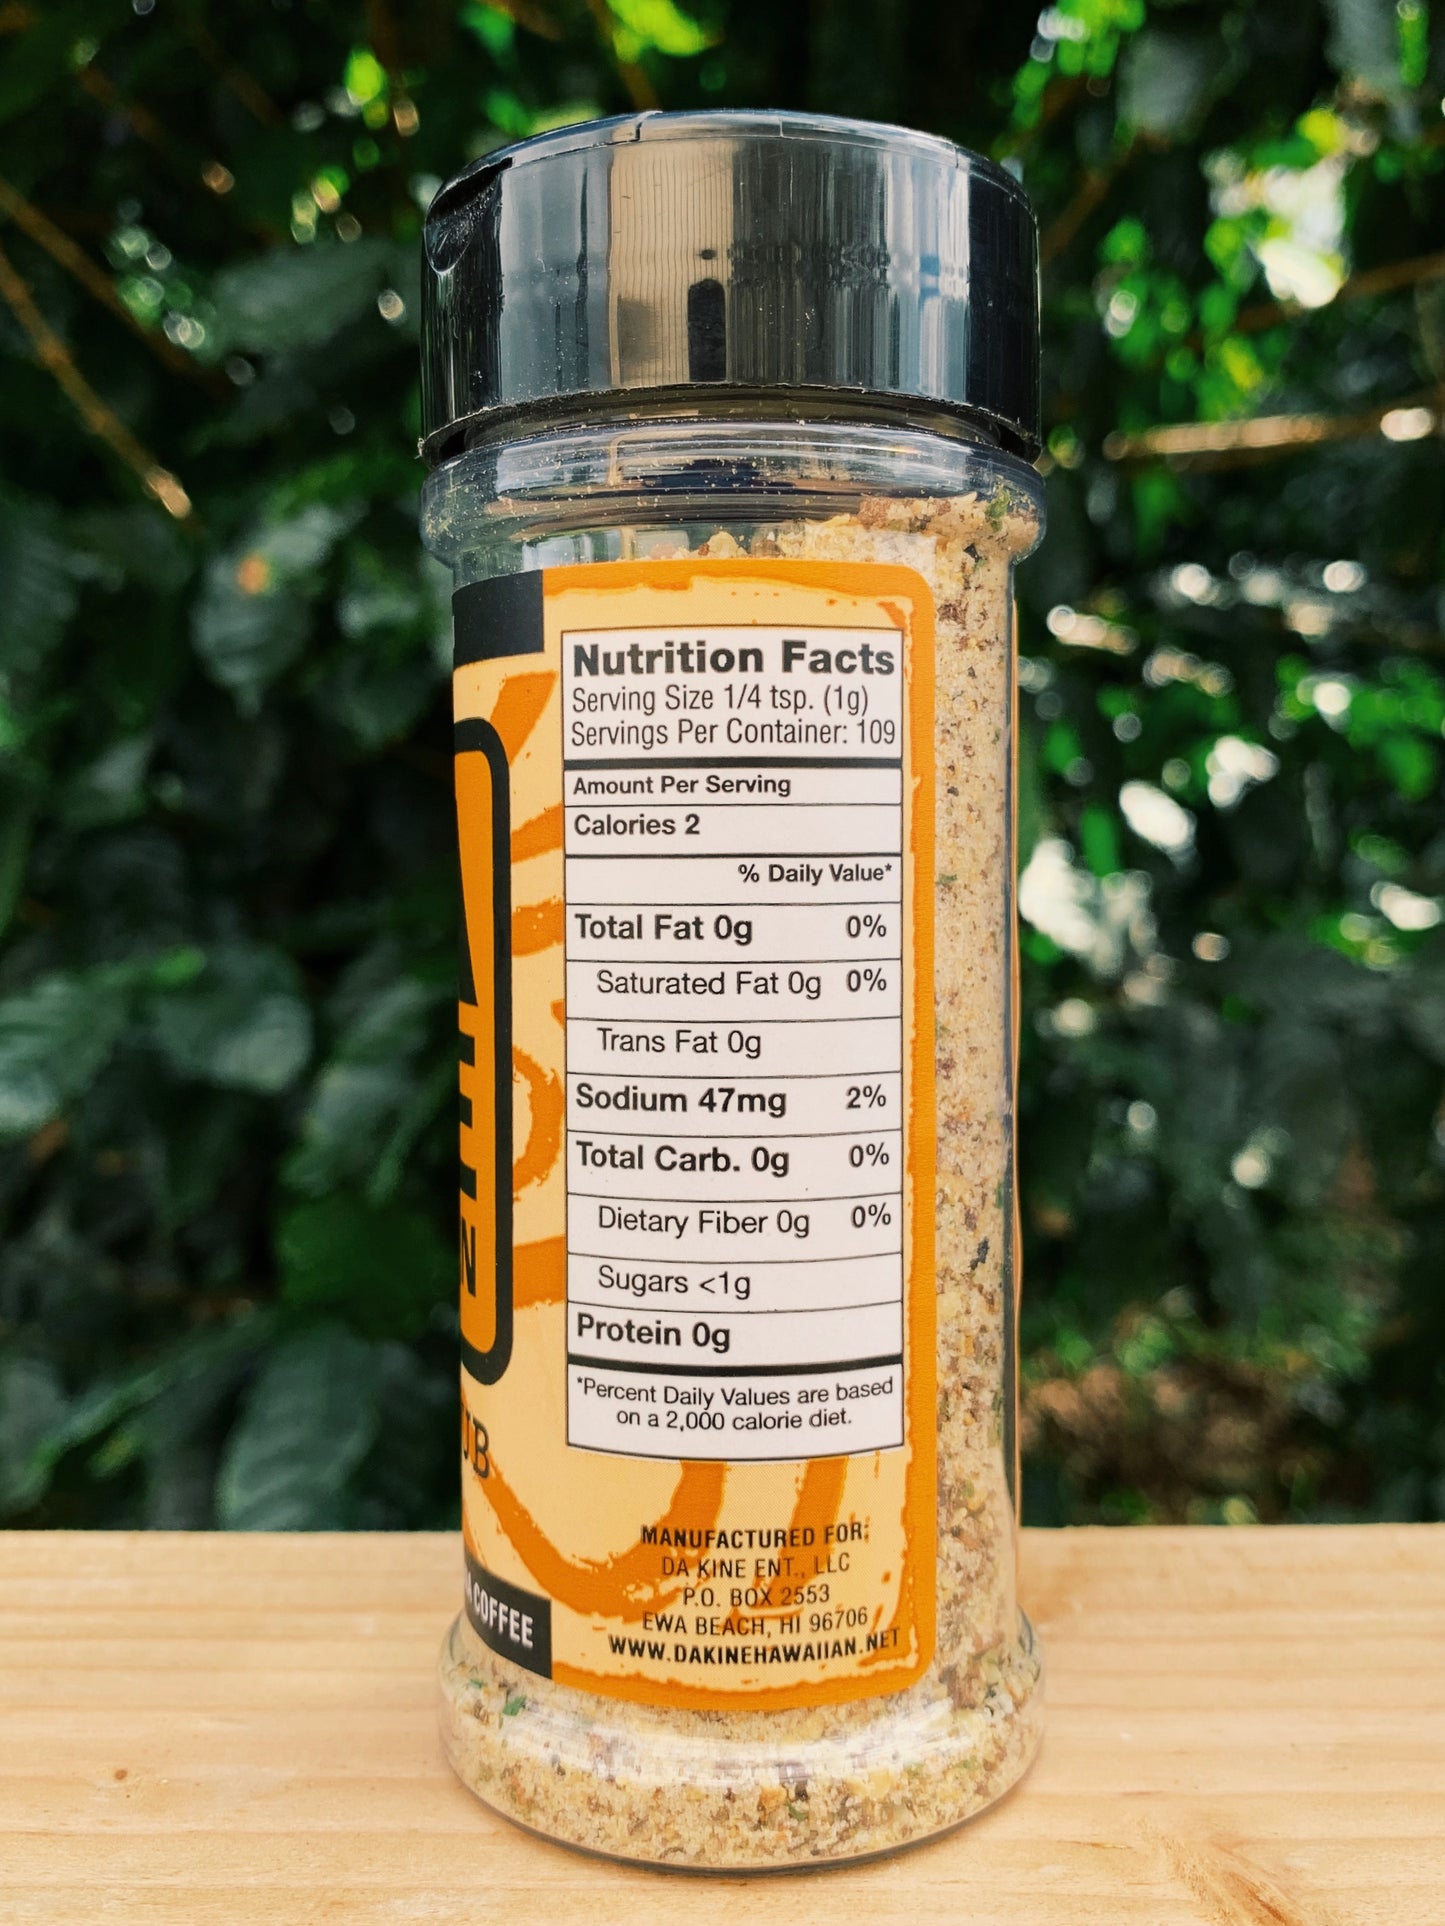 Nutrition Facts
Serving Size 1/4 tsp. (1g)
Servings Per Container: 109
Amount Per Serving
Calories 2
% Daily Value*
Total Fat 0g 0%
Saturated Fat 0g 0%
Trans Fat 0g
Sodium 47mg 2%
Total Carb. 0g 0%
Dietary Fiber 0g 0%
Sugars <1g
Protein 0g
*Percent Daily Values are based
on a 2,000 calorie diet.
MANUFACTURED FOR:
DA KINE ENT., LLC
P.O. BOX 2553
EWA BEACH, HI 96706
WWW.DAKINEHAWAIIAN.NET
COFFEE